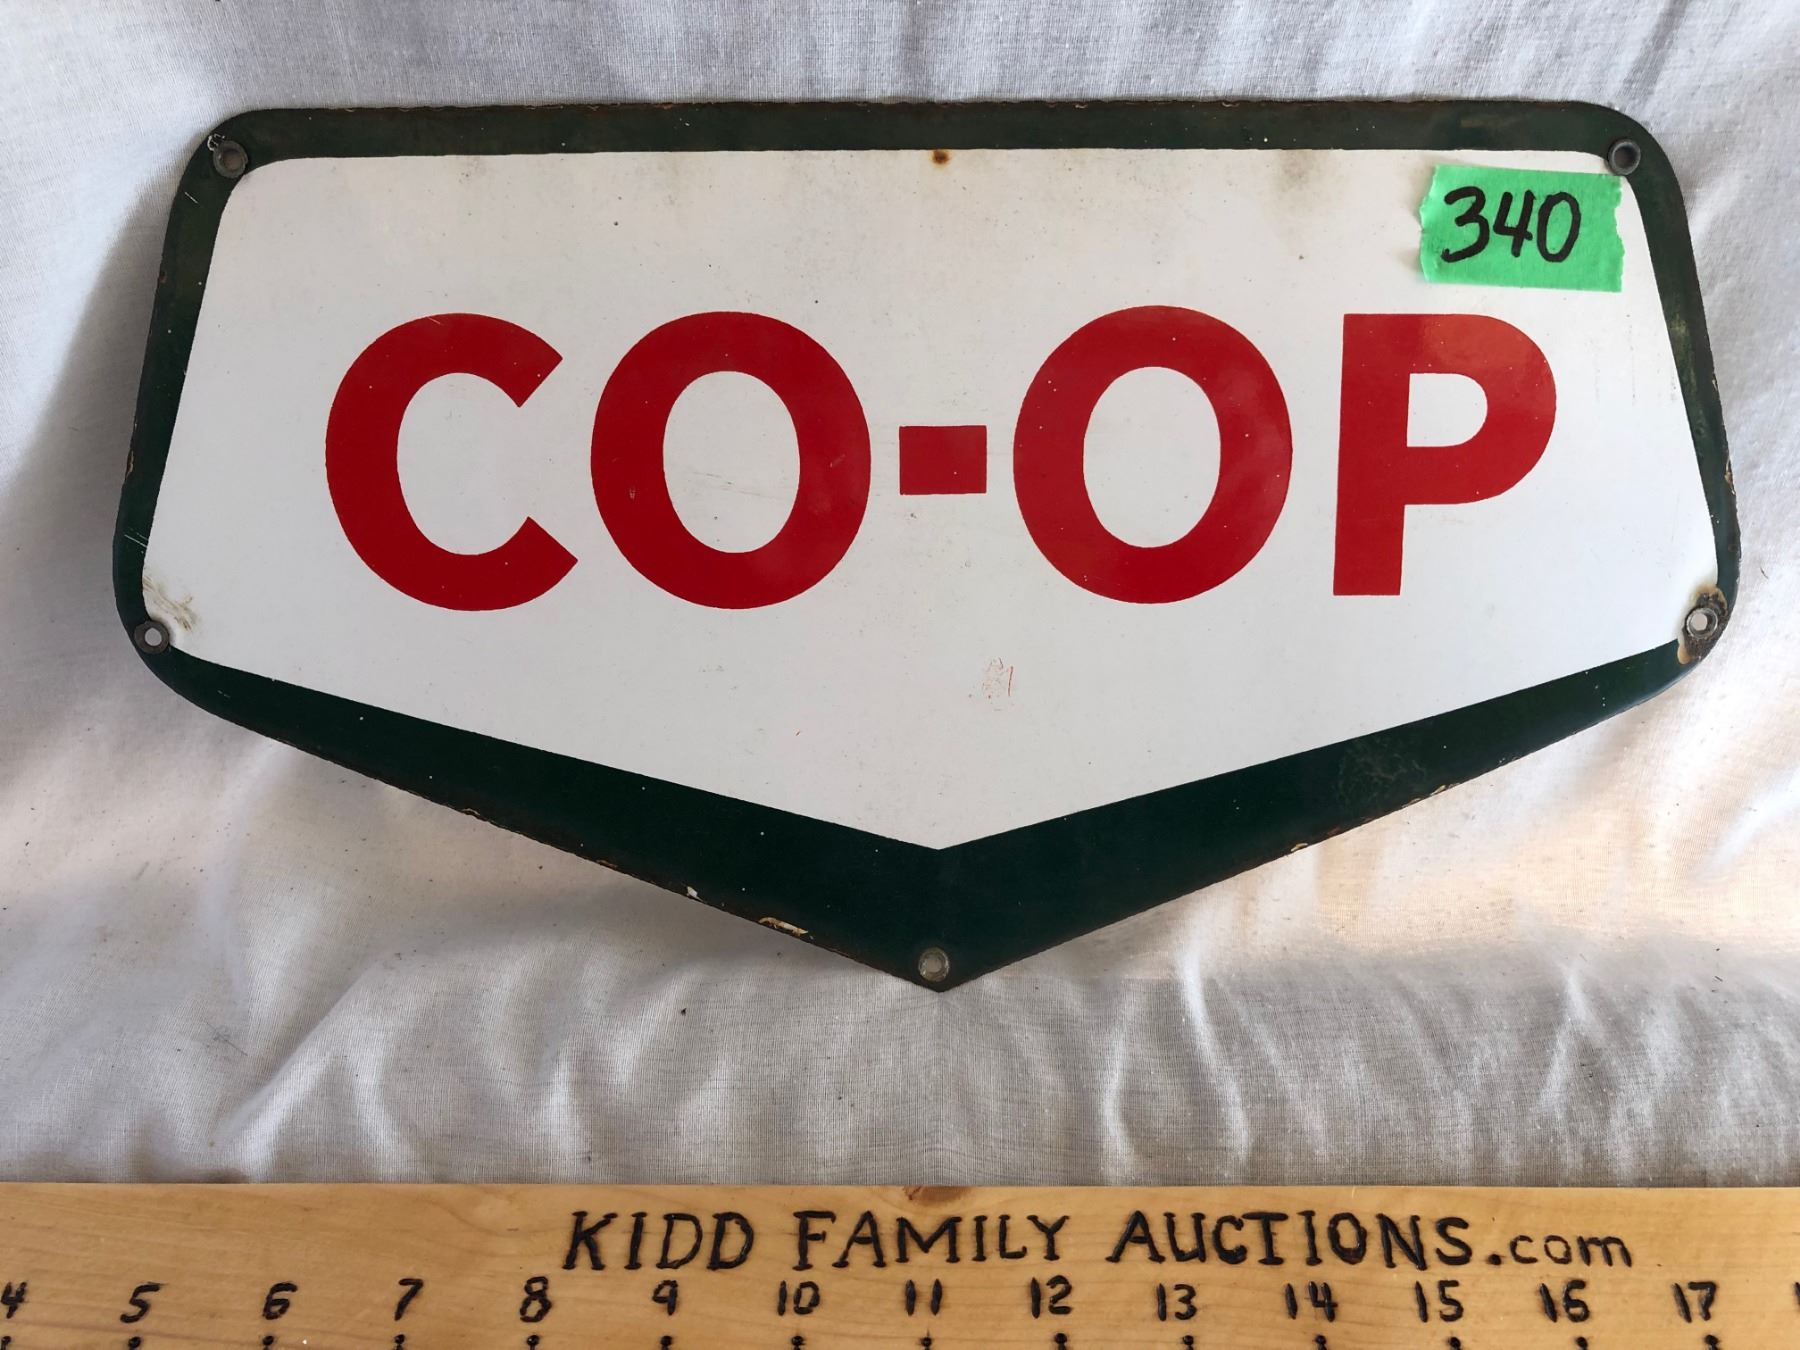 340
CO-OP
KIDD FAMILY AUCTIONS.com
4 5 6 7 8 9 10 11 12 13 14 15 16 17